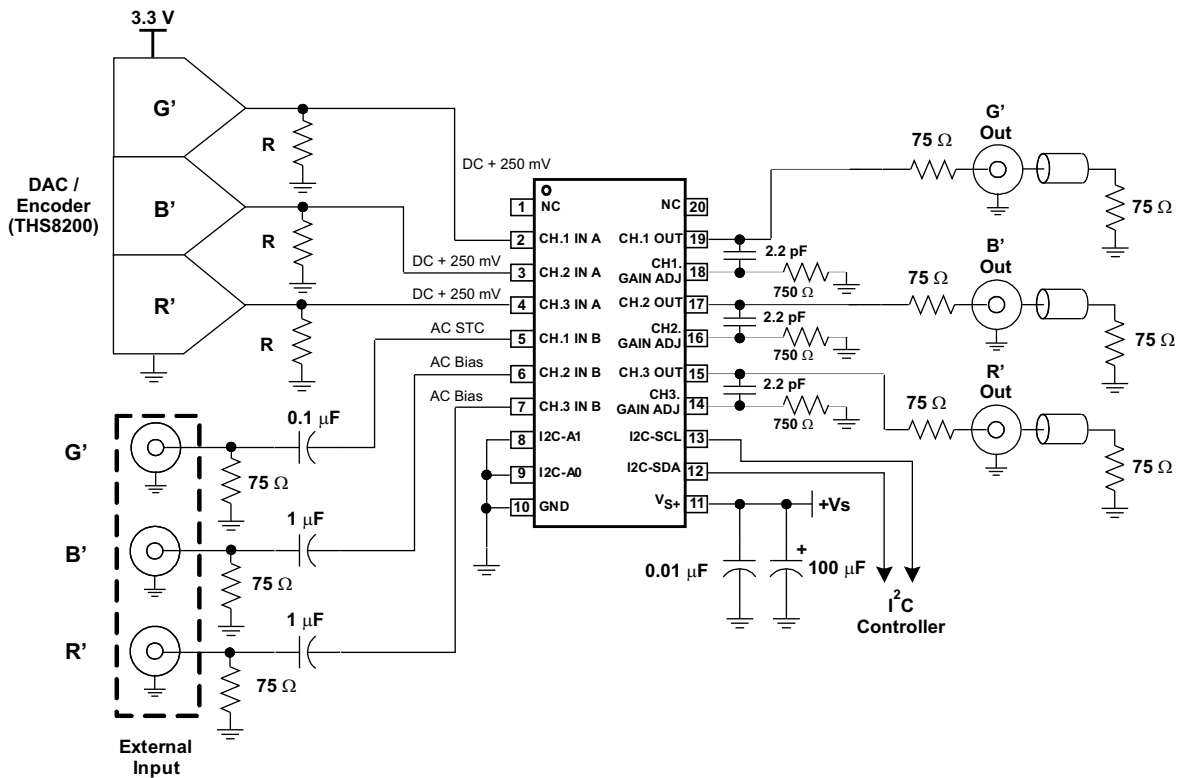 3.3 V
G’
B’
R’
DAC /
Encoder
(THS8200)
R
R
R
DC + 250 mV
DC + 250 mV
DC + 250 mV
AC STC
AC Bias
AC Bias
1 NC
2 CH.1 IN A
3 CH.2 IN A
4 CH.3 IN A
5 CH.1 IN B
6 CH.2 IN B
7 CH.3 IN B
8 I2C-A1
9 I2C-A0
10 GND
NC 20
CH.1 OUT 19
CH1.
GAIN ADJ 18
CH.2 OUT 17
CH2.
GAIN ADJ 16
CH.3 OUT 15
CH3.
GAIN ADJ 14
I2C-SCL 13
I2C-SDA 12
VS+ 11
2.2 pF
750 Ω
2.2 pF
750 Ω
2.2 pF
750 Ω
G’
Out
75 Ω
75 Ω
B’
Out
75 Ω
75 Ω
R’
Out
75 Ω
75 Ω
+Vs
0.01 µF
+
100 µF
I2C
Controller
G’
0.1 µF
75 Ω
B’
1 µF
75 Ω
R’
1 µF
75 Ω
External
Input